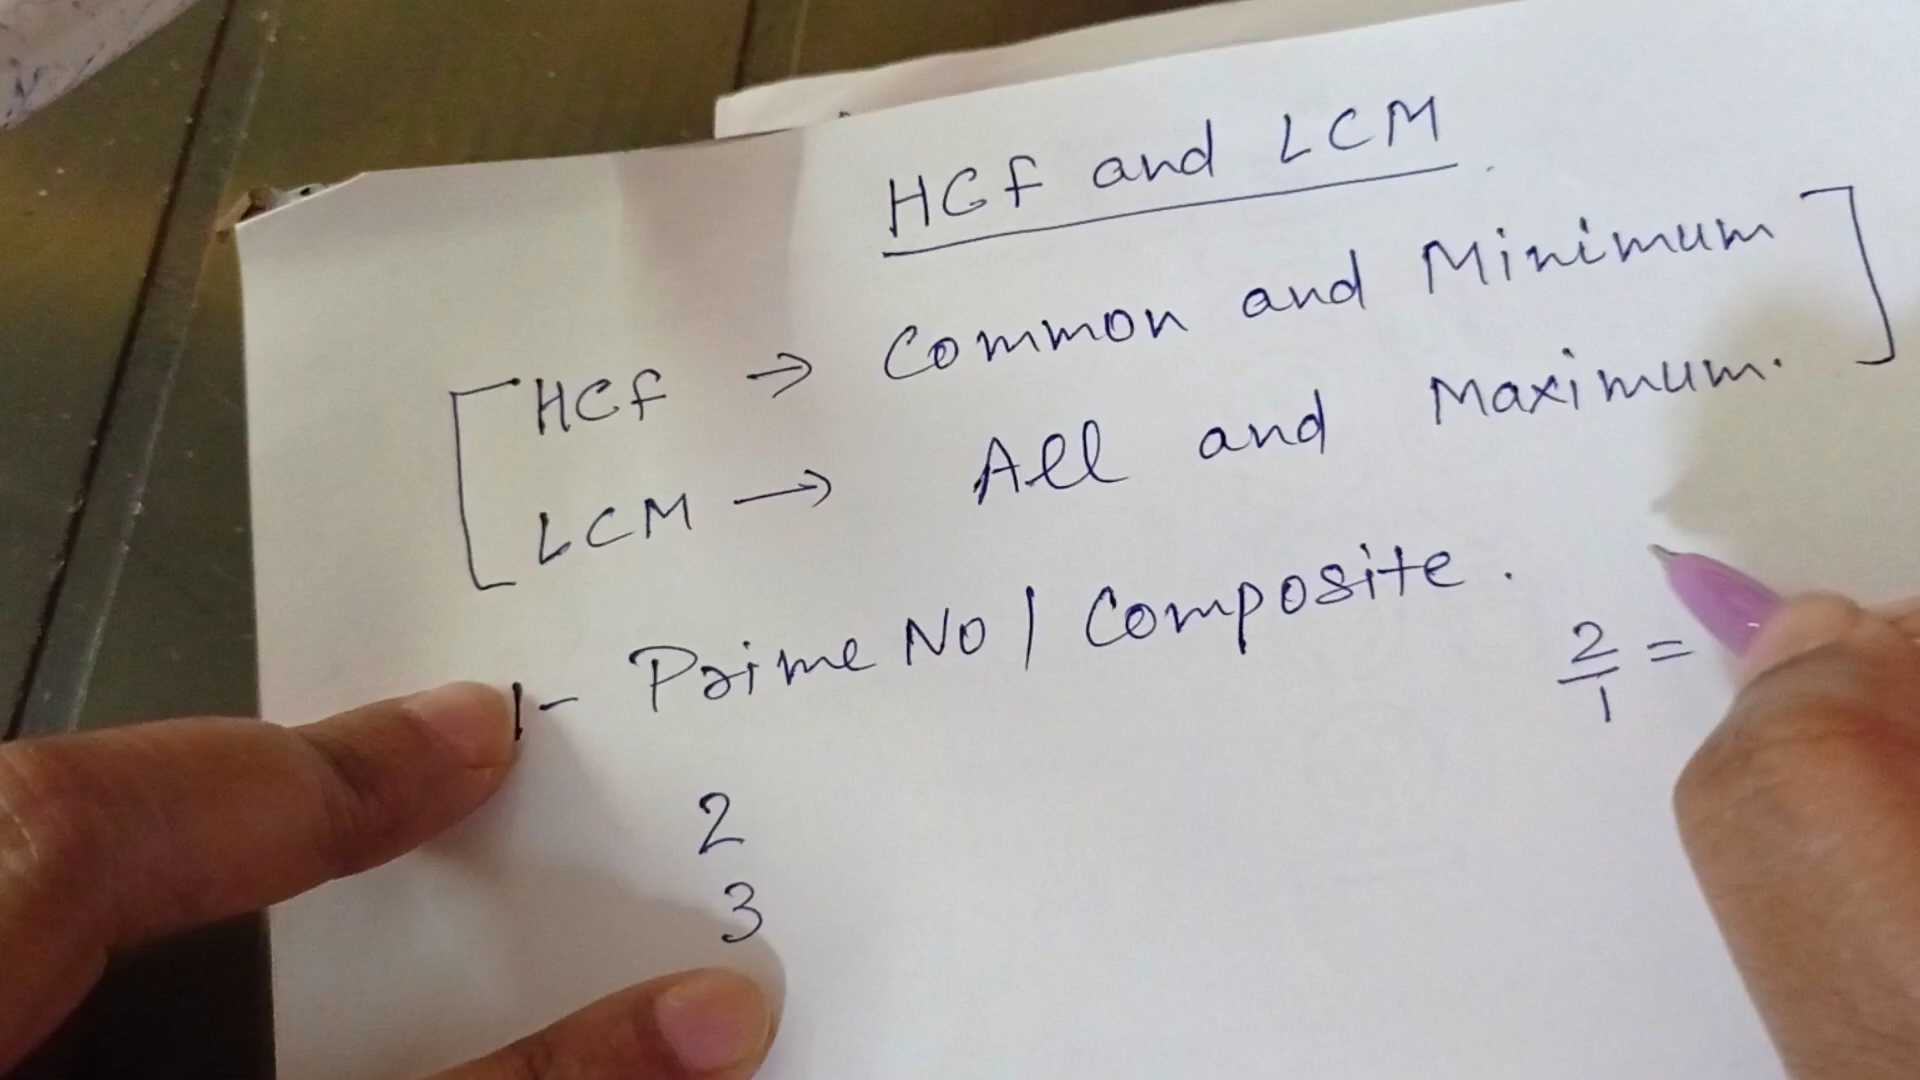 HCF and LCM
HCF → Common and Minimum
LCM → All and Maximum.
1- Prime No / Composite.
2/1 =
2
3